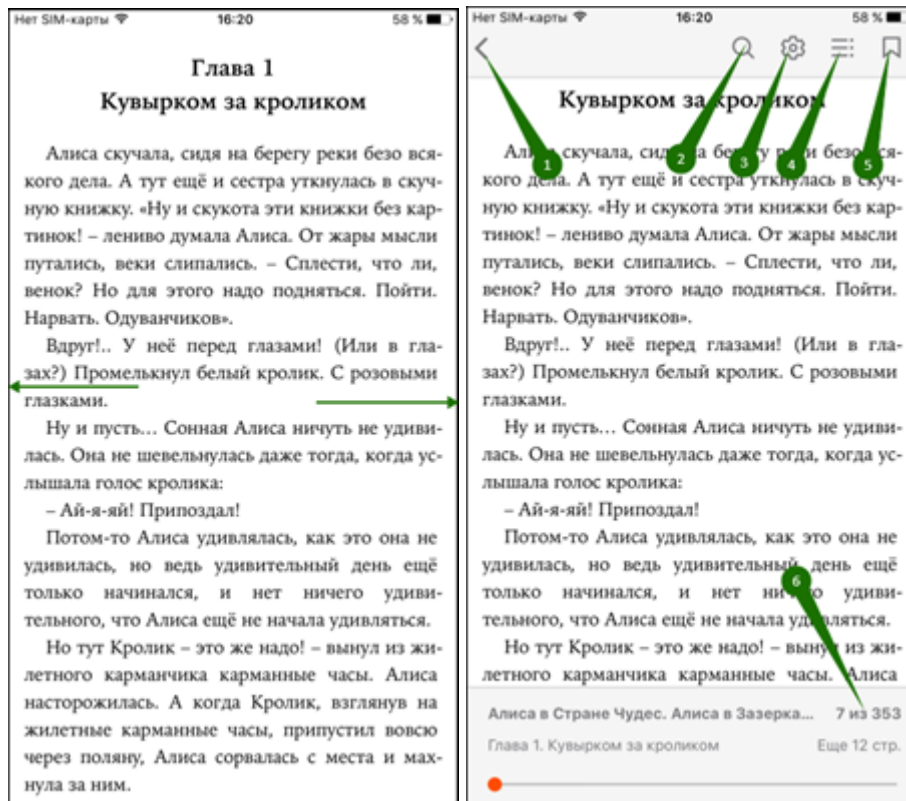 Нет SIM-карты 16:20 58 %
Глава 1
Кувырком за кроликом
Алиса скучала, сидя на берегу реки безо вся-
кого дела. А тут ещё и сестра уткнулась в скуч-
ную книжку. «Ну и скукота эти книжки без кар-
тинок! – лениво думала Алиса. От жары мысли
путались, веки слипались. – Сплести, что ли,
венок? Но для этого надо подняться. Пойти.
Нарвать. Одуванчиков».
Вдруг!.. У неё перед глазами! (Или в гла-
зах?) Промелькнул белый кролик. С розовыми
глазками.
Ну и пусть... Сонная Алиса ничуть не удиви-
лась. Она не шевельнулась даже тогда, когда ус-
лышала голос кролика:
– Ай-я-яй! Припоздал!
Потом-то Алиса удивлялась, как это она не
удивилась, но ведь удивительный день ещё
только начинался, и нет ничего удиви-
тельного, что Алиса ещё не начала удивляться.
Но тут Кролик – это же надо! – вынул из жи-
летного карманчика карманные часы. Алиса
насторожилась. А когда Кролик, взглянув на
жилетные карманные часы, припустил вовсю
через поляну, Алиса сорвалась с места и мах-
нула за ним.
Нет SIM-карты 16:20 58 %
Кувырком за кроликом
1 2 3 4 5
Алиса скучала, сидя на берегу реки безо вся-
кого дела. А тут ещё и сестра уткнулась в скуч-
ную книжку. «Ну и скукота эти книжки без кар-
тинок! – лениво думала Алиса. От жары мысли
путались, веки слипались. – Сплести, что ли,
венок? Но для этого надо подняться. Пойти.
Нарвать. Одуванчиков».
Вдруг!.. У неё перед глазами! (Или в гла-
зах?) Промелькнул белый кролик. С розовыми
глазками.
Ну и пусть... Сонная Алиса ничуть не удиви-
лась. Она не шевельнулась даже тогда, когда ус-
лышала голос кролика:
– Ай-я-яй! Припоздал!
Потом-то Алиса удивлялась, как это она не
удивилась, но ведь удивительный день ещё
6
только начинался, и нет ничего удиви-
тельного, что Алиса ещё не начала удивляться.
Но тут Кролик – это же надо! – вынул из жи-
летного карманчика карманные часы. Алиса
Алиса в Стране Чудес. Алиса в Зазерка... 7 из 353
Глава 1. Кувырком за кроликом Еще 12 стр.